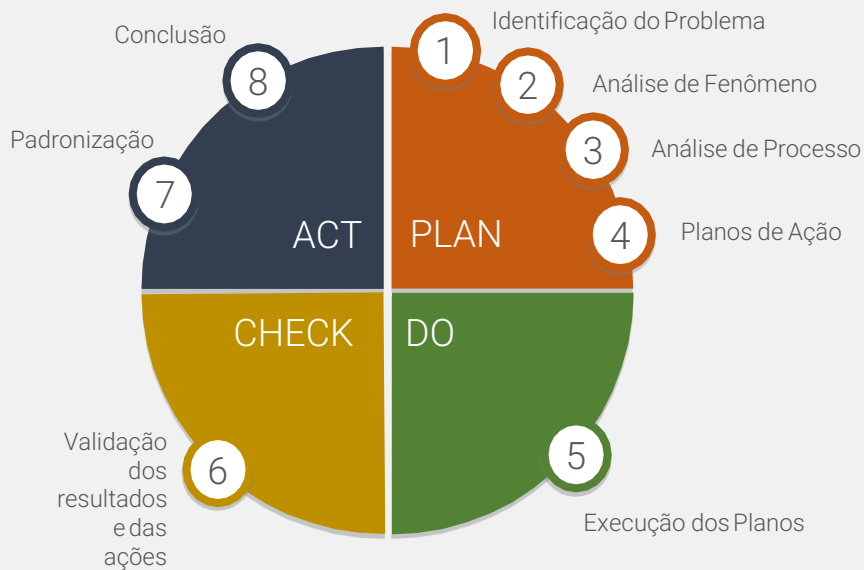 1
Identificação do Problema
2
Análise de Fenômeno
3
Análise de Processo
4
Planos de Ação
PLAN
DO
5
Execução dos Planos
CHECK
6
Validação
dos
resultados
e das
ações
ACT
7
Padronização
8
Conclusão